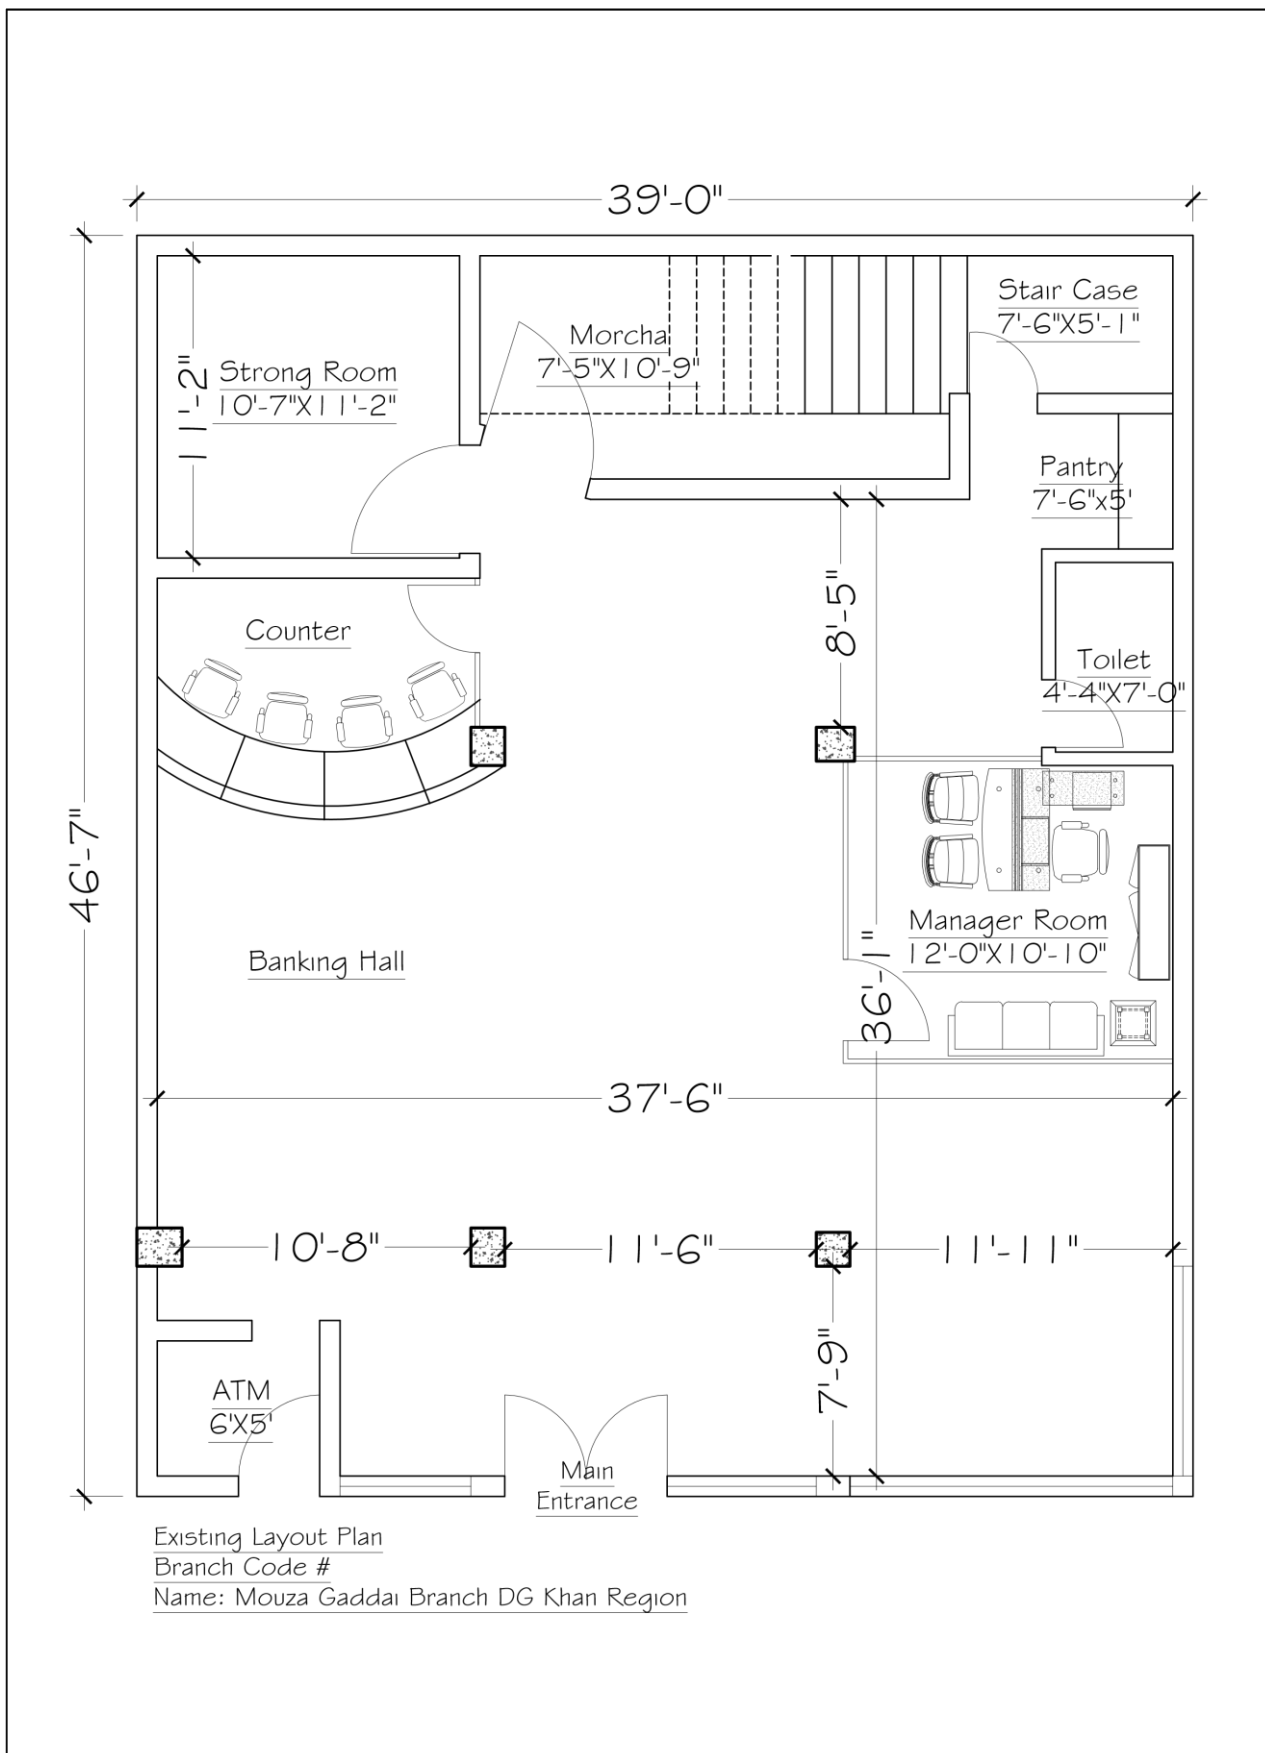 39'-0"
Stair Case
7'-6"X5'-1"
Morcha
7'-5"X10'-9"
Strong Room
10'-7"X11'-2"
11'-2"
Pantry
7'-6"x5'
8'-5"
Counter
Toilet
4'-4"X7'-0"
46'-7"
Manager Room
12'-0"X10'-10"
Banking Hall
36'-1"
37'-6"
10'-8"
11'-6"
11'-11"
7'-9"
ATM
6'X5'
Main
Entrance
Existing Layout Plan
Branch Code #
Name: Mouza Gaddai Branch DG Khan Region